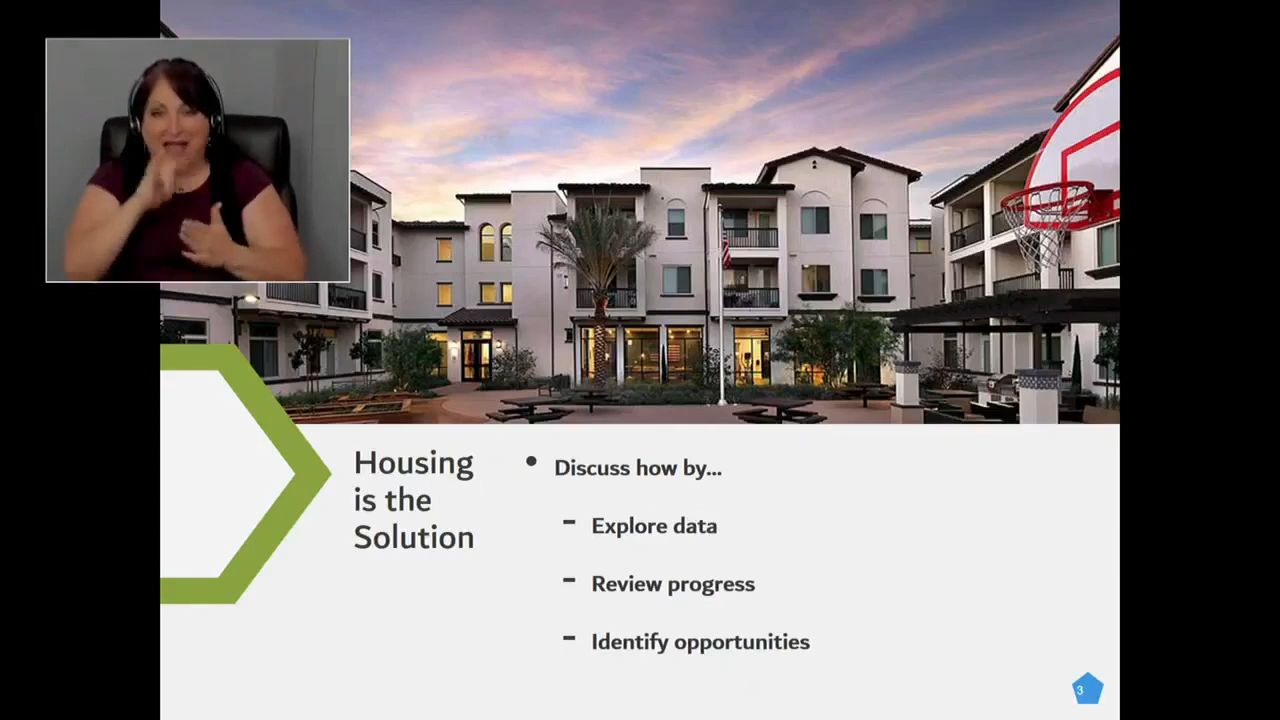 Housing
is the
Solution
• Discuss how by...
- Explore data
- Review progress
- Identify opportunities
3